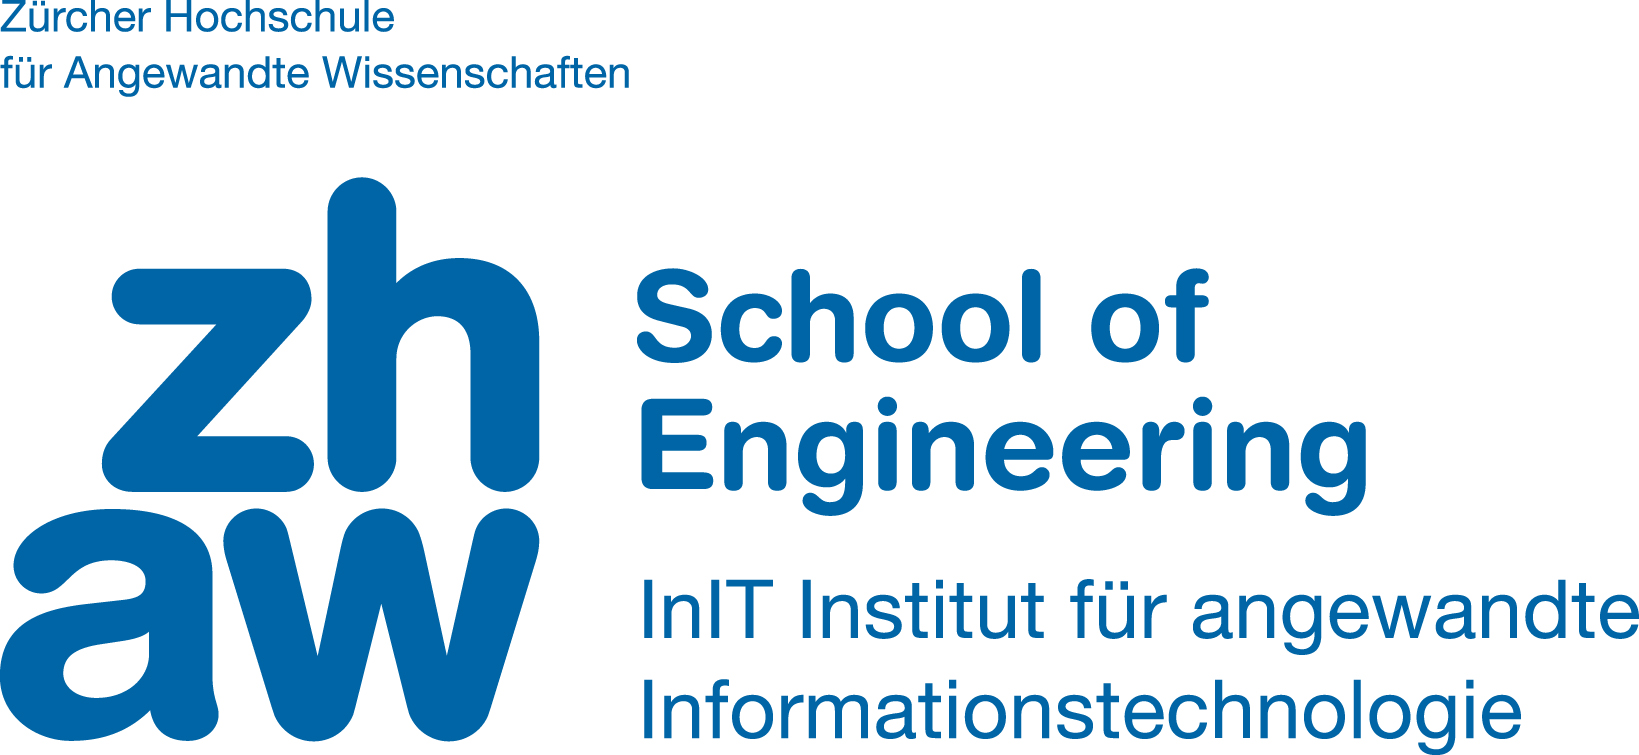 Zürcher Hochschule
für Angewandte Wissenschaften
zh
aw
School of
Engineering
InIT Institut für angewandte
Informationstechnologie